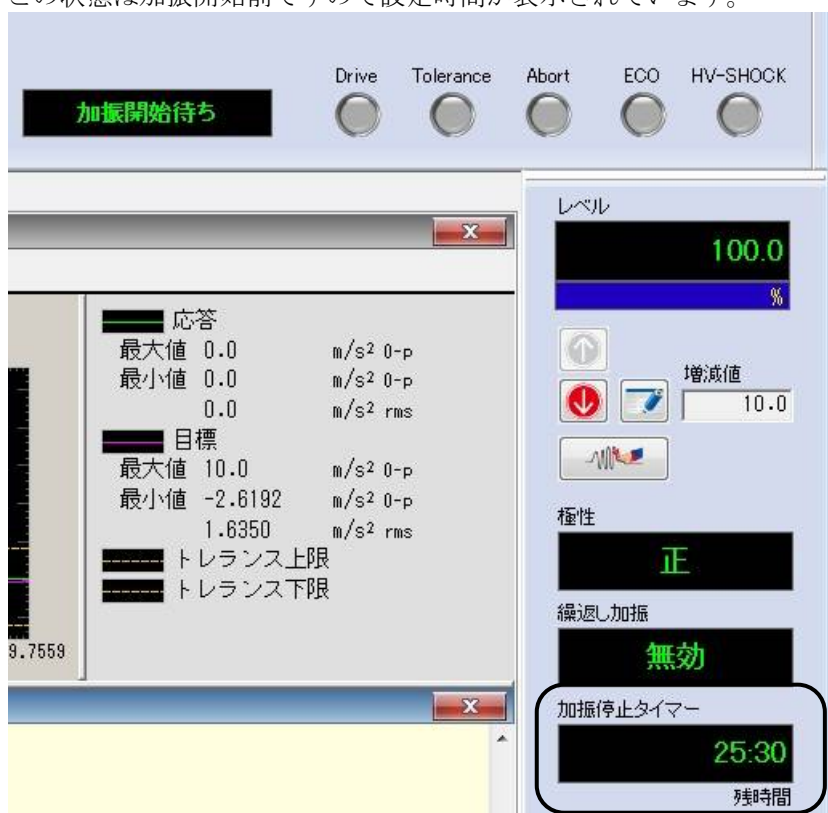 この状態は加振開始前ですので設定時間が表示されています。
Drive Tolerance Abort ECO HV-SHOCK
加振開始待ち
レベル
100.0
%
増減値
10.0
応答
最大値 0.0 m/s² 0-p
最小値 0.0 m/s² 0-p
0.0 m/s² rms
目標
最大値 10.0 m/s² 0-p
最小値 -2.6192 m/s² 0-p
1.6350 m/s² rms
トレランス上限
トレランス下限
9.7559
極性
正
繰返し加振
無効
加振停止タイマー
25:30
残時間